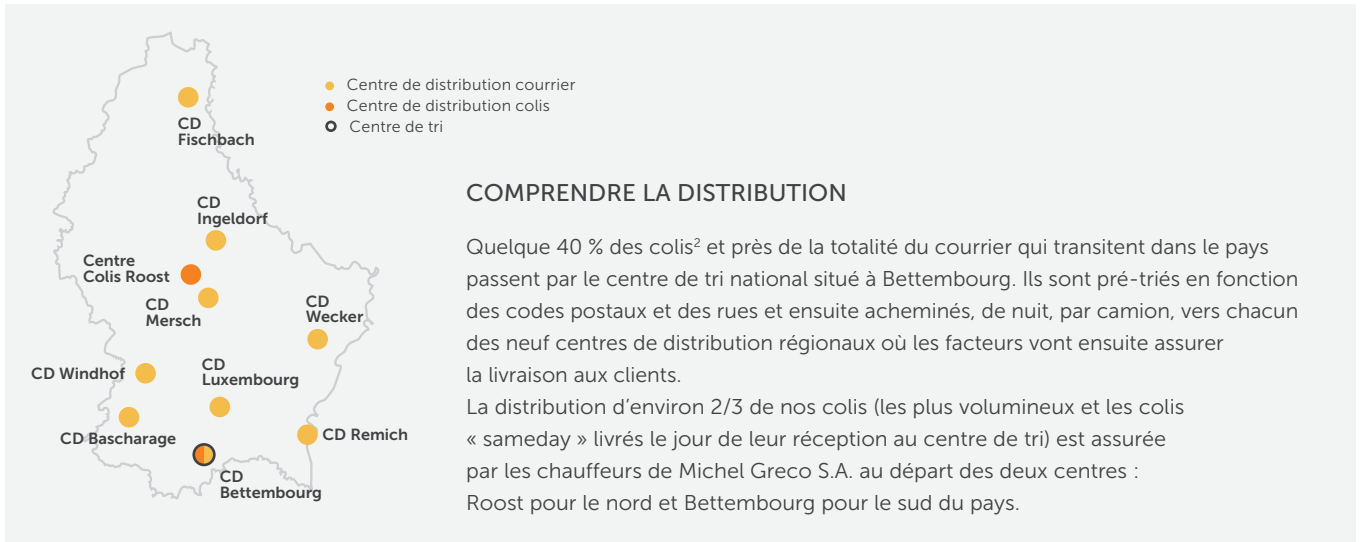 Centre de distribution courrier
Centre de distribution colis
Centre de tri
CD
Fischbach
CD
Ingeldorf
Centre
Colis Roost
CD
Mersch
CD
Wecker
CD Windhof
CD
Luxembourg
CD Bascharage
CD Remich
CD
Bettembourg
COMPRENDRE LA DISTRIBUTION
Quelque 40 % des colis² et près de la totalité du courrier qui transitent dans le pays
passent par le centre de tri national situé à Bettembourg. Ils sont pré-triés en fonction
des codes postaux et des rues et ensuite acheminés, de nuit, par camion, vers chacun
des neuf centres de distribution régionaux où les facteurs vont ensuite assurer
la livraison aux clients.
La distribution d’environ 2/3 de nos colis (les plus volumineux et les colis
« sameday » livrés le jour de leur réception au centre de tri) est assurée
par les chauffeurs de Michel Greco S.A. au départ des deux centres :
Roost pour le nord et Bettembourg pour le sud du pays.